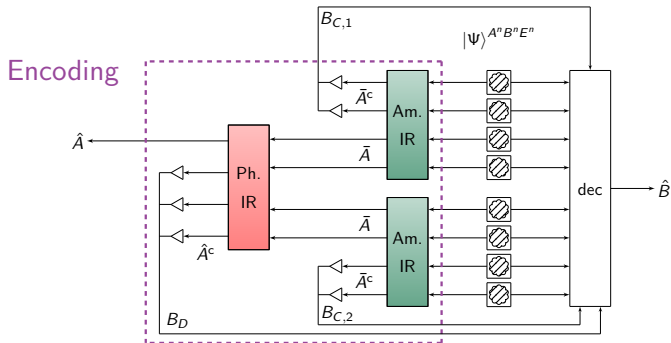 B_{C,1}
|Ψ⟩^{A^n B^n E^n}
Encoding
Ā^c
Am.
IR
Â
Ā
Ph.
IR
dec
B̂
Ā
Am.
IR
Â^c
Ā^c
B_D
B_{C,2}